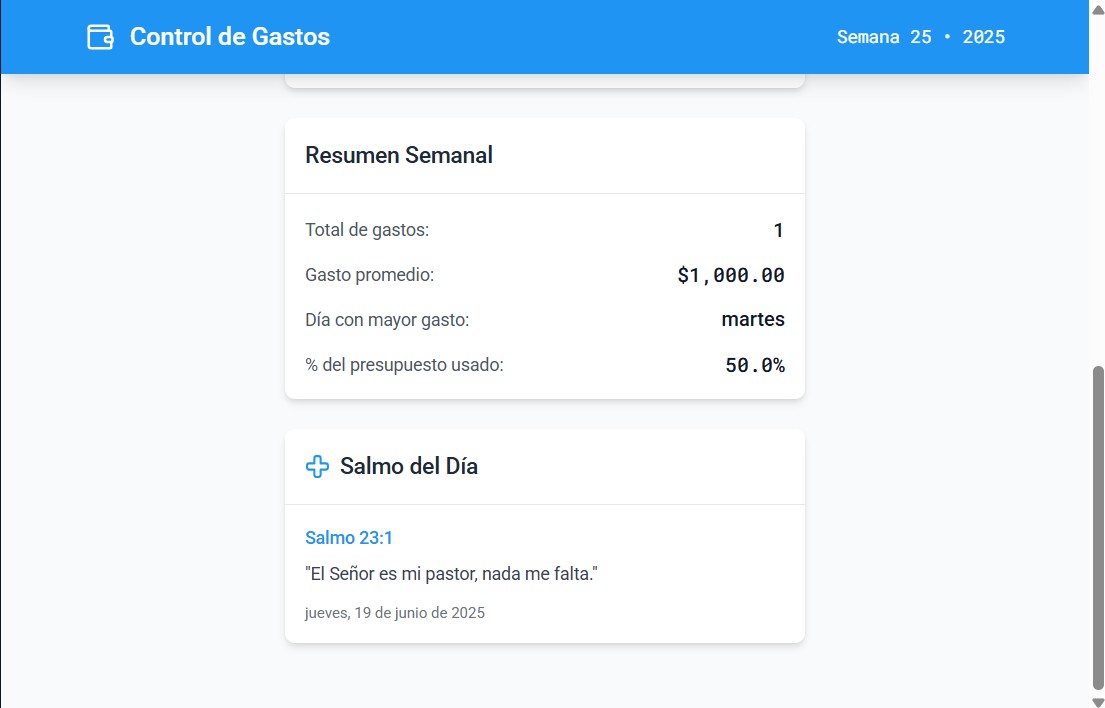 Control de Gastos
Semana 25 • 2025
Resumen Semanal
Total de gastos: 1
Gasto promedio: $1,000.00
Día con mayor gasto: martes
% del presupuesto usado: 50.0%
Salmo del Día
Salmo 23:1
"El Señor es mi pastor, nada me falta."
jueves, 19 de junio de 2025